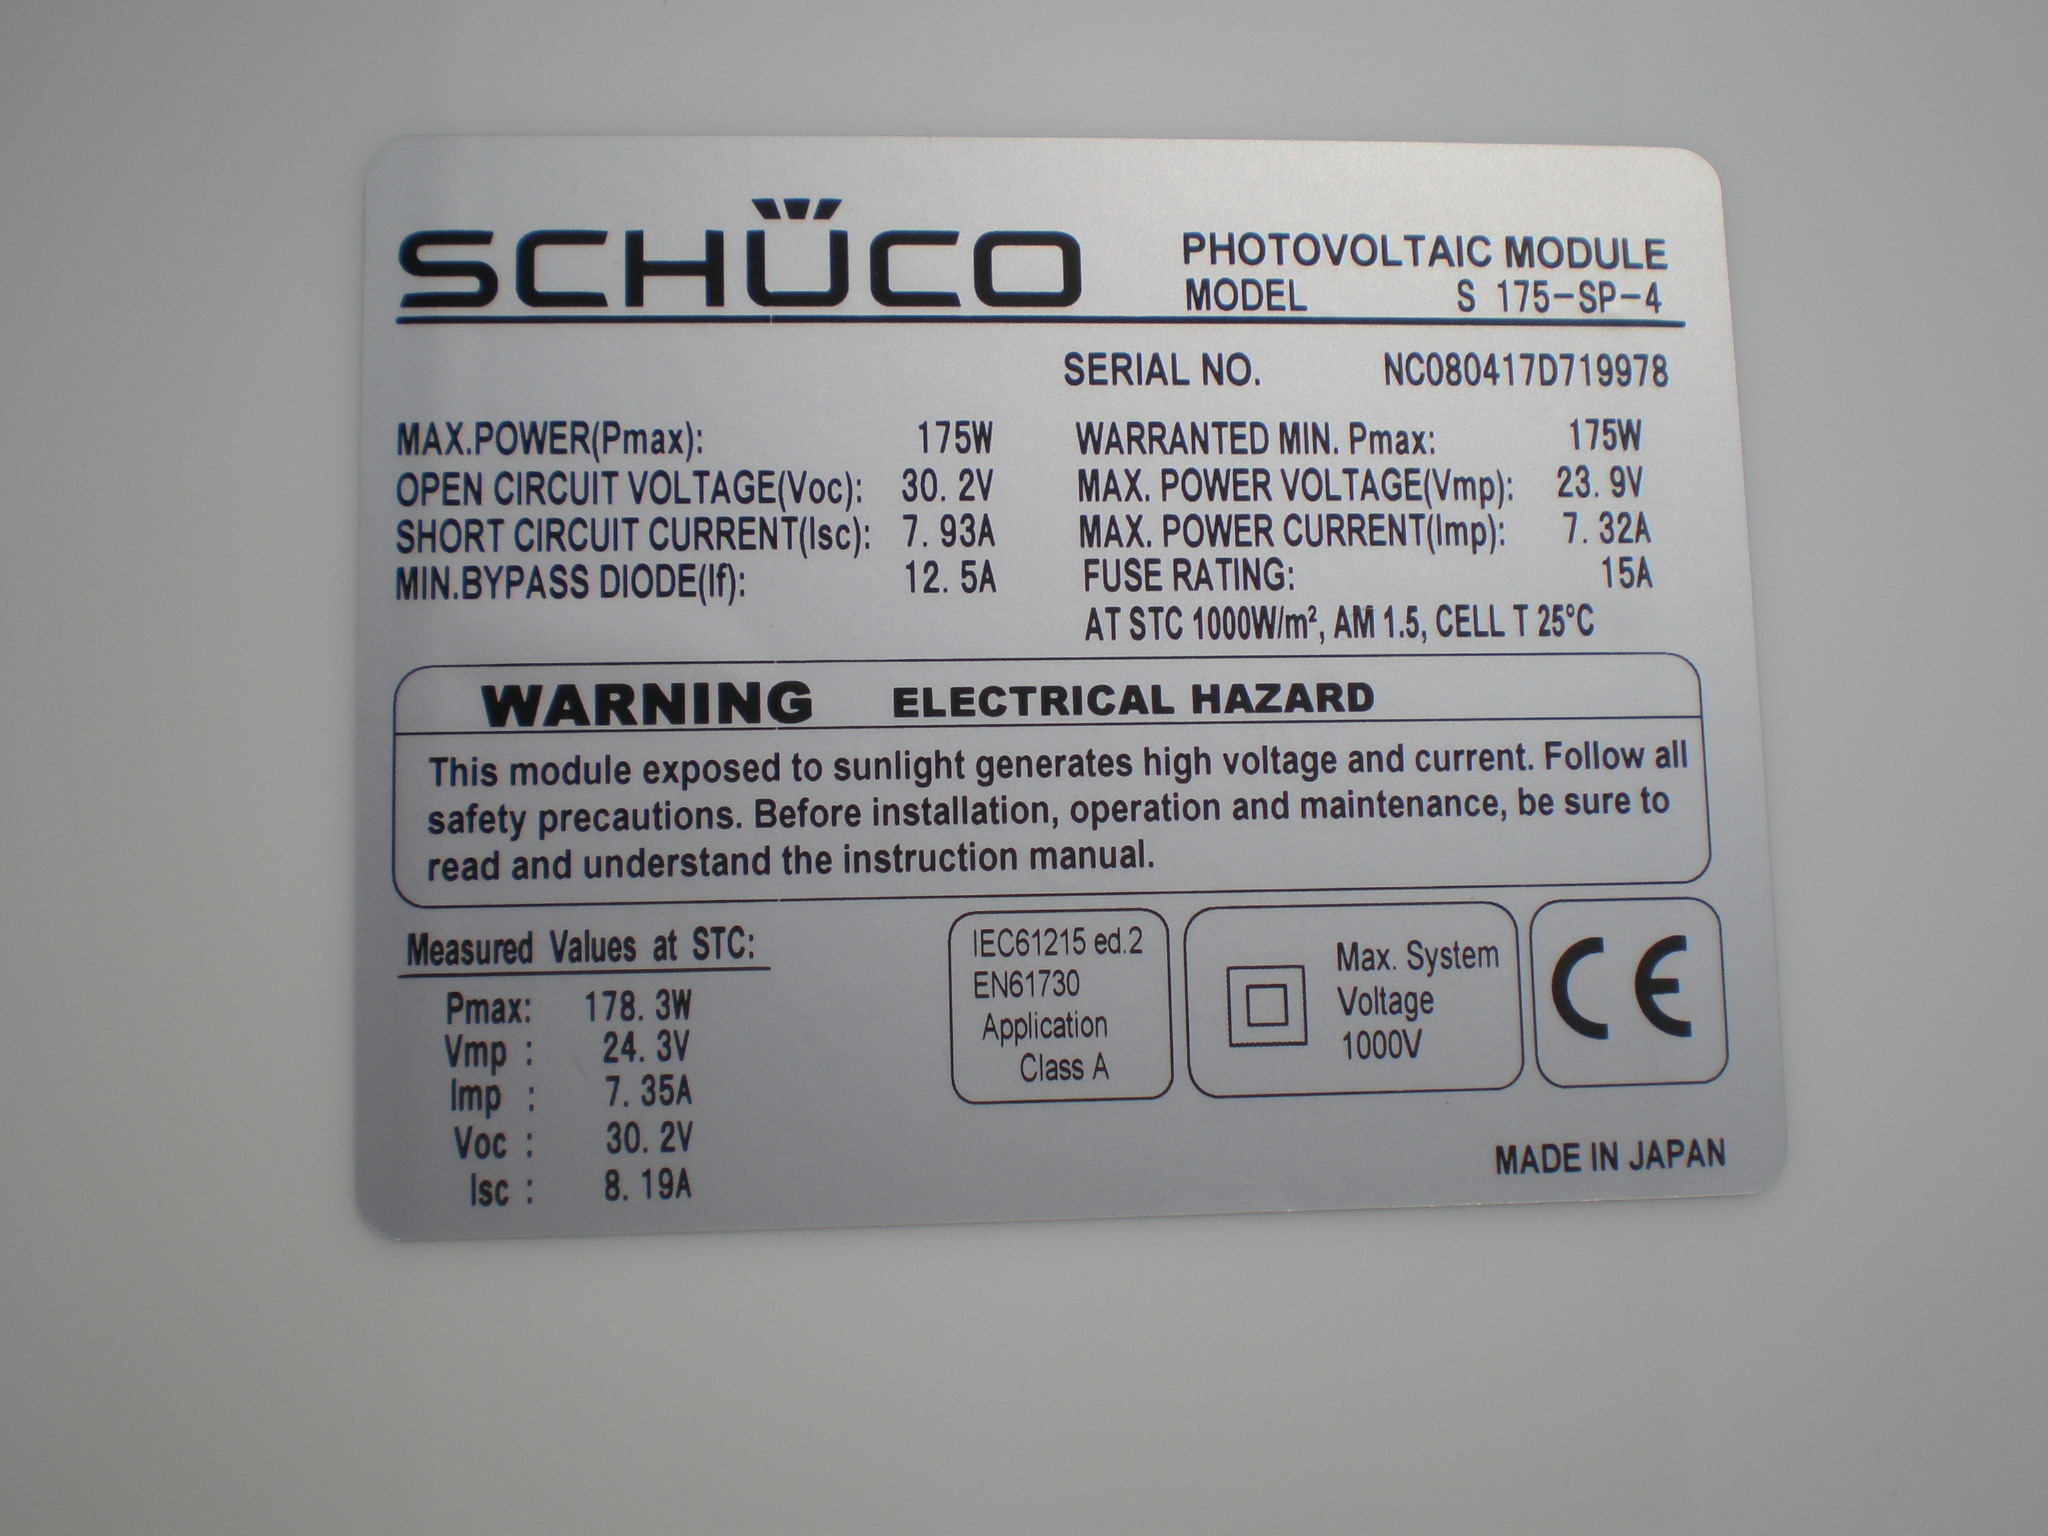 SCHÜCO
PHOTOVOLTAIC MODULE
MODEL S 175-SP-4
SERIAL NO. NC080417D719978
MAX.POWER(Pmax): 175W
OPEN CIRCUIT VOLTAGE(Voc): 30. 2V
SHORT CIRCUIT CURRENT(Isc): 7. 93A
MIN.BYPASS DIODE(If): 12. 5A
WARRANTED MIN. Pmax: 175W
MAX. POWER VOLTAGE(Vmp): 23. 9V
MAX. POWER CURRENT(Imp): 7. 32A
FUSE RATING: 15A
AT STC 1000W/m², AM 1.5, CELL T 25°C
WARNING ELECTRICAL HAZARD
This module exposed to sunlight generates high voltage and current. Follow all
safety precautions. Before installation, operation and maintenance, be sure to
read and understand the instruction manual.
Measured Values at STC:
Pmax: 178. 3W
Vmp : 24. 3V
Imp : 7. 35A
Voc : 30. 2V
Isc : 8. 19A
IEC61215 ed.2
EN61730
Application
Class A
Max. System
Voltage
1000V
CE
MADE IN JAPAN